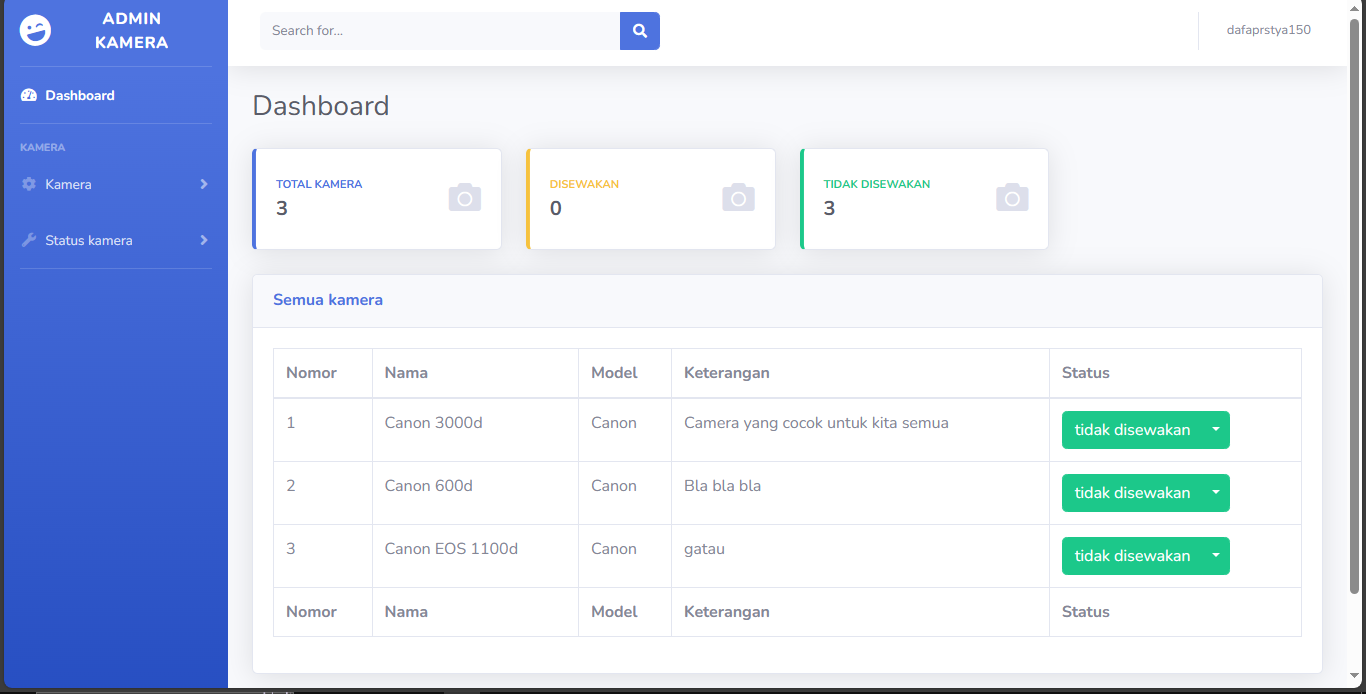 ADMIN
KAMERA
Search for...
dafaprstya150
Dashboard
KAMERA
Kamera
Status kamera
Dashboard
TOTAL KAMERA
3
DISEWAKAN
0
TIDAK DISEWAKAN
3
Semua kamera
Nomor Nama Model Keterangan Status
1 Canon 3000d Canon Camera yang cocok untuk kita semua tidak disewakan
2 Canon 600d Canon Bla bla bla tidak disewakan
3 Canon EOS 1100d Canon gatau tidak disewakan
Nomor Nama Model Keterangan Status